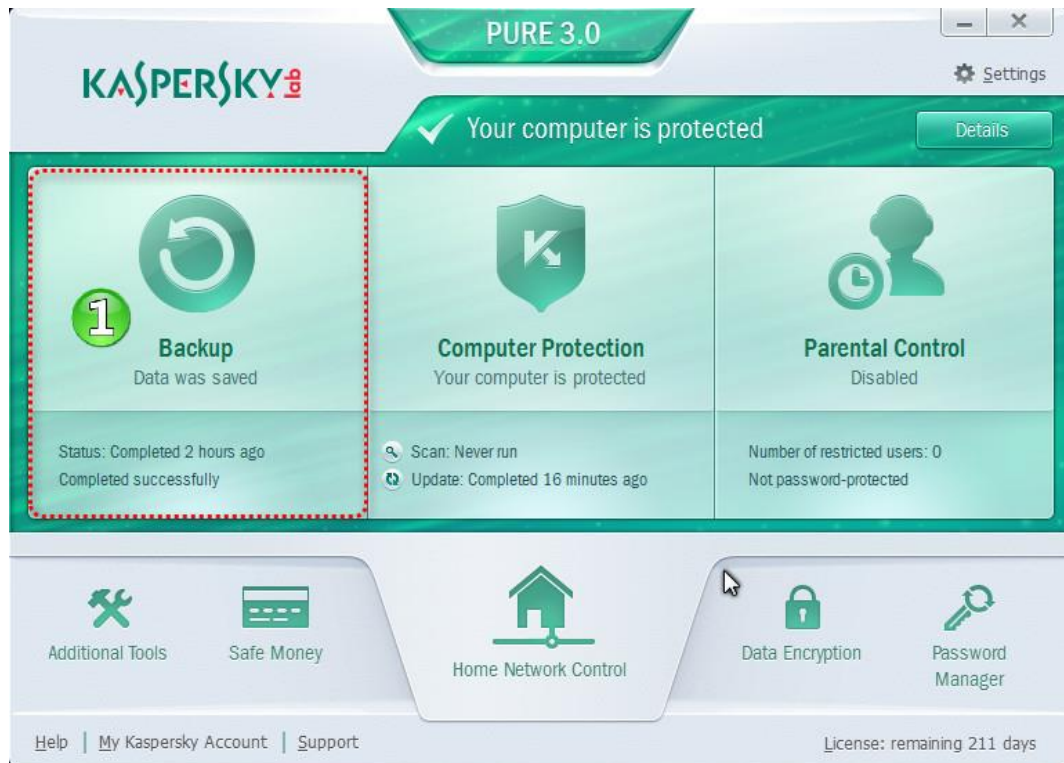 PURE 3.0
KASPERSKY lab
Settings
Your computer is protected
Details
1
Backup
Data was saved
Status: Completed 2 hours ago
Completed successfully
Computer Protection
Your computer is protected
Scan: Never run
Update: Completed 16 minutes ago
Parental Control
Disabled
Number of restricted users: 0
Not password-protected
Additional Tools
Safe Money
Home Network Control
Data Encryption
Password
Manager
Help | My Kaspersky Account | Support
License: remaining 211 days